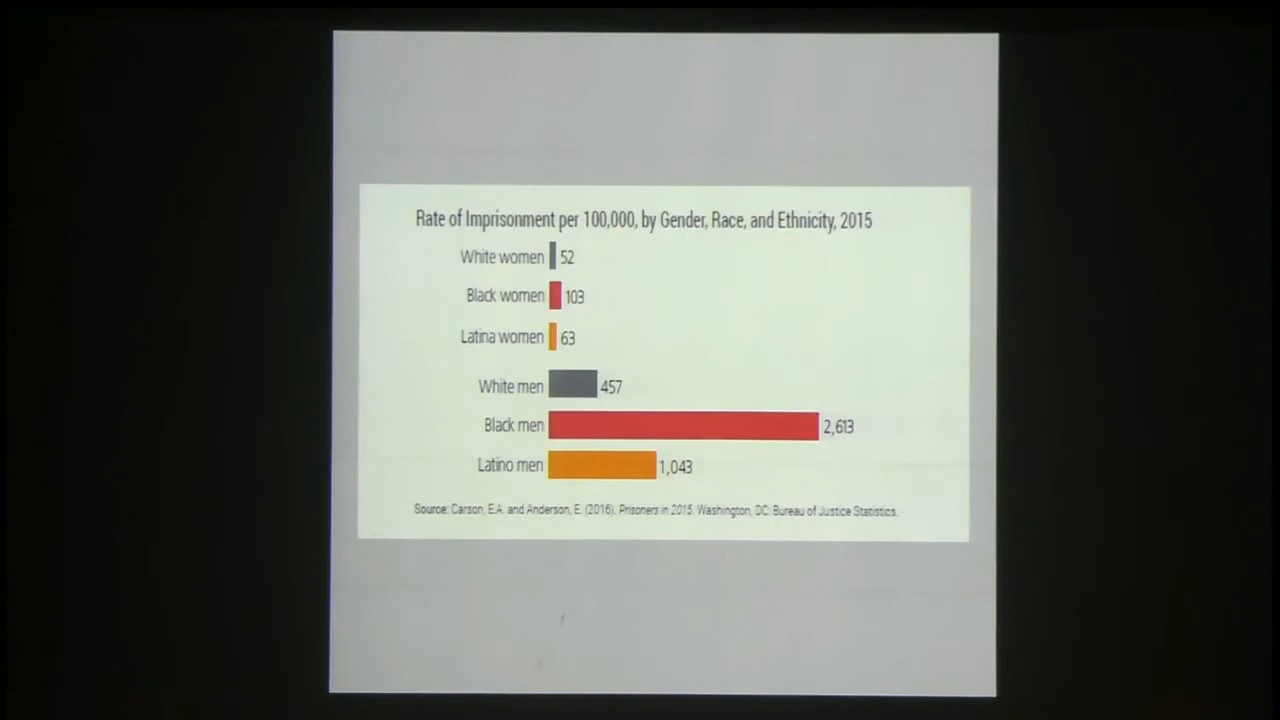 Rate of Imprisonment per 100,000, by Gender, Race, and Ethnicity, 2015
White women 52
Black women 103
Latina women 63
White men 457
Black men 2,613
Latino men 1,043
Source: Carson, E.A. and Anderson, E. (2016). Prisoners in 2015. Washington, DC: Bureau of Justice Statistics.